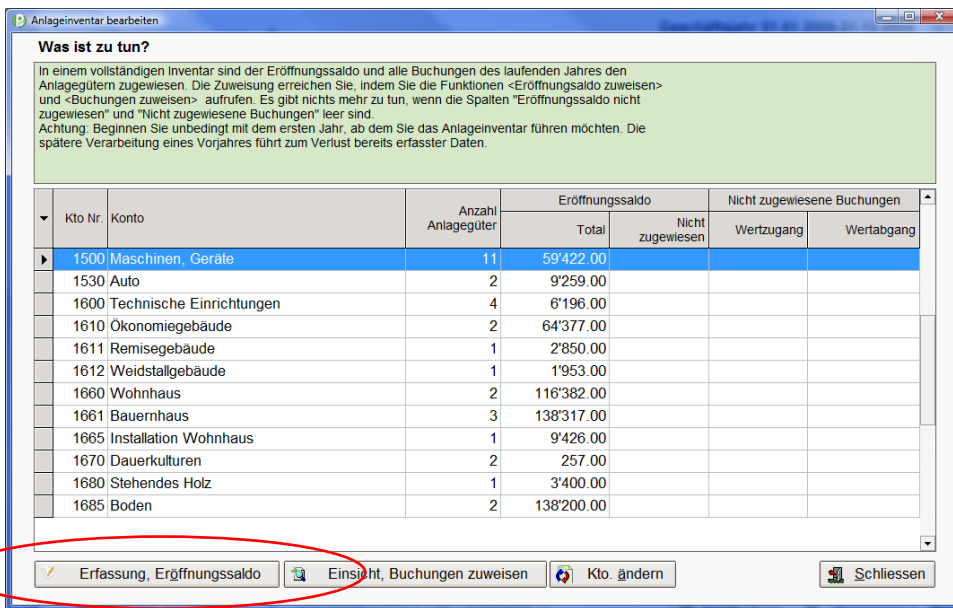 Anlageinventar bearbeiten
Was ist zu tun?
In einem vollständigen Inventar sind der Eröffnungssaldo und alle Buchungen des laufenden Jahres den
Anlagegütern zugewiesen. Die Zuweisung erreichen Sie, indem Sie die Funktionen <Eröffnungsaldo zuweisen>
und <Buchungen zuweisen> aufrufen. Es gibt nichts mehr zu tun, wenn die Spalten "Eröffnungssaldo nicht
zugewiesen" und "Nicht zugewiesene Buchungen" leer sind.
Achtung: Beginnen Sie unbedingt mit dem ersten Jahr, ab dem Sie das Anlageinventar führen möchten. Die
spätere Verarbeitung eines Vorjahres führt zum Verlust bereits erfasster Daten.
Kto Nr. Konto Anzahl Anlagegüter Eröffnungssaldo Nicht zugewiesene Buchungen
Total Nicht zugewiesen Wertzugang Wertabgang
1500 Maschinen, Geräte 11 59'422.00
1530 Auto 2 9'259.00
1600 Technische Einrichtungen 4 6'196.00
1610 Ökonomiegebäude 2 64'377.00
1611 Remisegebäude 1 2'850.00
1612 Weidstallgebäude 1 1'953.00
1660 Wohnhaus 2 116'382.00
1661 Bauernhaus 3 138'317.00
1665 Installation Wohnhaus 1 9'426.00
1670 Dauerkulturen 2 257.00
1680 Stehendes Holz 1 3'400.00
1685 Boden 2 138'200.00
Erfassung, Eröffnungssaldo Einsicht, Buchungen zuweisen Kto. ändern Schliessen